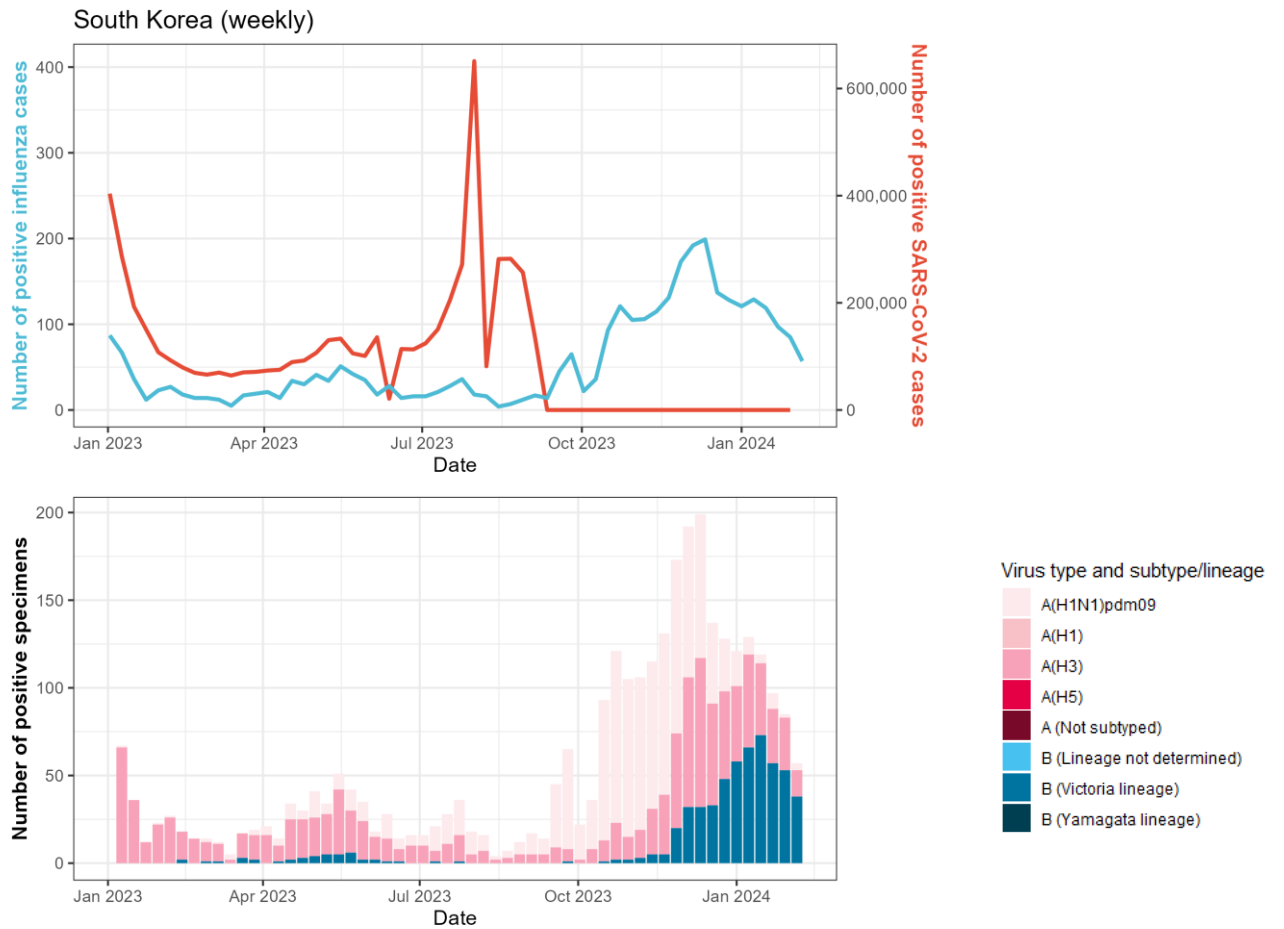 South Korea (weekly)
Number of positive influenza cases
400
300
200
100
0
600,000
400,000
200,000
0
Number of positive SARS-CoV-2 cases
Jan 2023 Apr 2023 Jul 2023 Oct 2023 Jan 2024
Date
Number of positive specimens
200
150
100
50
0
Jan 2023 Apr 2023 Jul 2023 Oct 2023 Jan 2024
Date
Virus type and subtype/lineage
A(H1N1)pdm09
A(H1)
A(H3)
A(H5)
A (Not subtyped)
B (Lineage not determined)
B (Victoria lineage)
B (Yamagata lineage)